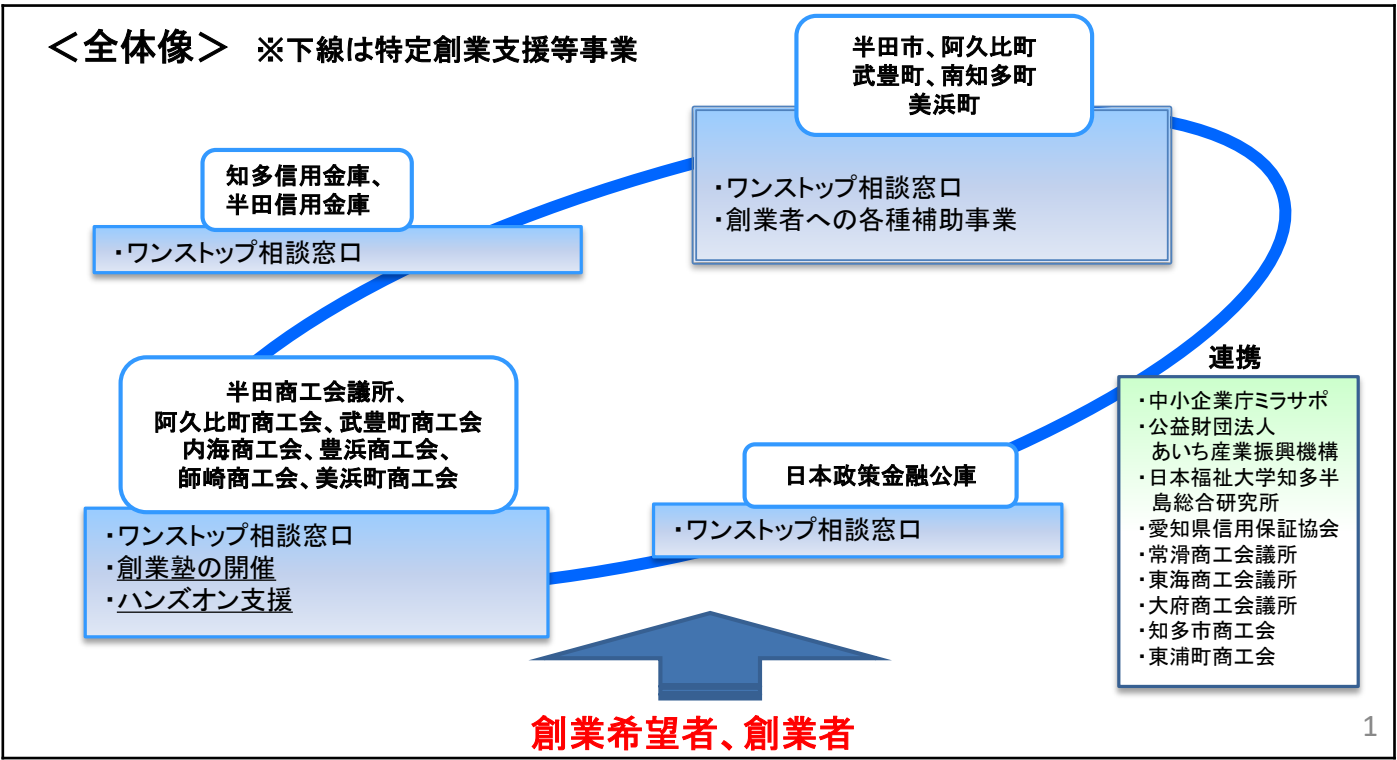 ＜全体像＞ ※下線は特定創業支援等事業
半田市、阿久比町
武豊町、南知多町
美浜町
・ワンストップ相談窓口
・創業者への各種補助事業
知多信用金庫、
半田信用金庫
・ワンストップ相談窓口
半田商工会議所、
阿久比町商工会、武豊町商工会
内海商工会、豊浜商工会、
師崎商工会、美浜町商工会
・ワンストップ相談窓口
・創業塾の開催
・ハンズオン支援
日本政策金融公庫
・ワンストップ相談窓口
連携
・中小企業庁ミラサポ
・公益財団法人
あいち産業振興機構
・日本福祉大学知多半
島総合研究所
・愛知県信用保証協会
・常滑商工会議所
・東海商工会議所
・大府商工会議所
・知多市商工会
・東浦町商工会
創業希望者、創業者
1